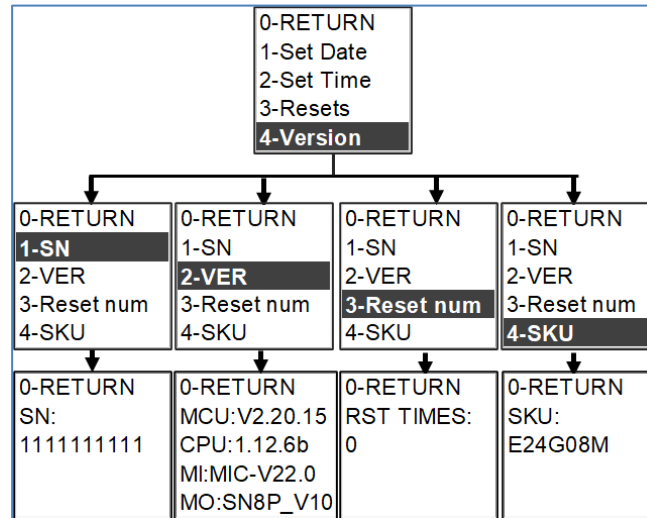 0-RETURN
1-Set Date
2-Set Time
3-Resets
4-Version
0-RETURN
1-SN
2-VER
3-Reset num
4-SKU
0-RETURN
1-SN
2-VER
3-Reset num
4-SKU
0-RETURN
1-SN
2-VER
3-Reset num
4-SKU
0-RETURN
1-SN
2-VER
3-Reset num
4-SKU
0-RETURN
SN:
1111111111
0-RETURN
MCU:V2.20.15
CPU:1.12.6b
MI:MIC-V22.0
MO:SN8P_V10
0-RETURN
RST TIMES:
0
0-RETURN
SKU:
E24G08M